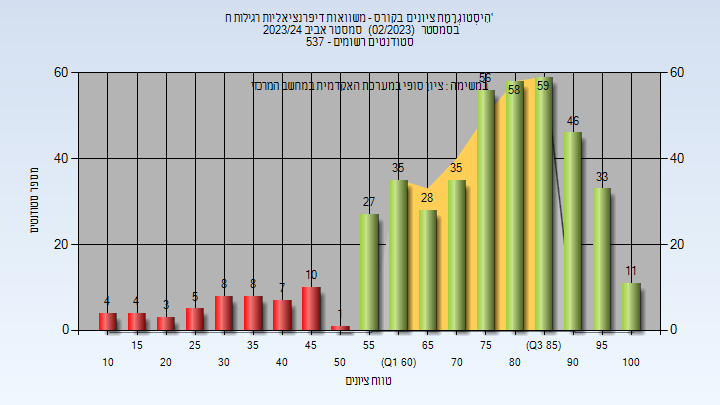 היסטוגרמת ציונים בקורס - משוואות דיפרנציאליות רגילות ח'
בסמסטר (02/2023) סמסטר אביב 2023/24
סטודנטים רשומים - 537
במשימה : ציון סופי במערכת האקדמית במחשב המרכזי
מספר סטודנטים
60 60
40 40
20 20
0 0
4 4 3 5 8 8 7 10 1 27 35 28 35 56 58 59 46 33 11
15 25 35 45 55 65 75 (Q3 85) 95
10 20 30 40 50 (Q1 60) 70 80 90 100
טווח ציונים